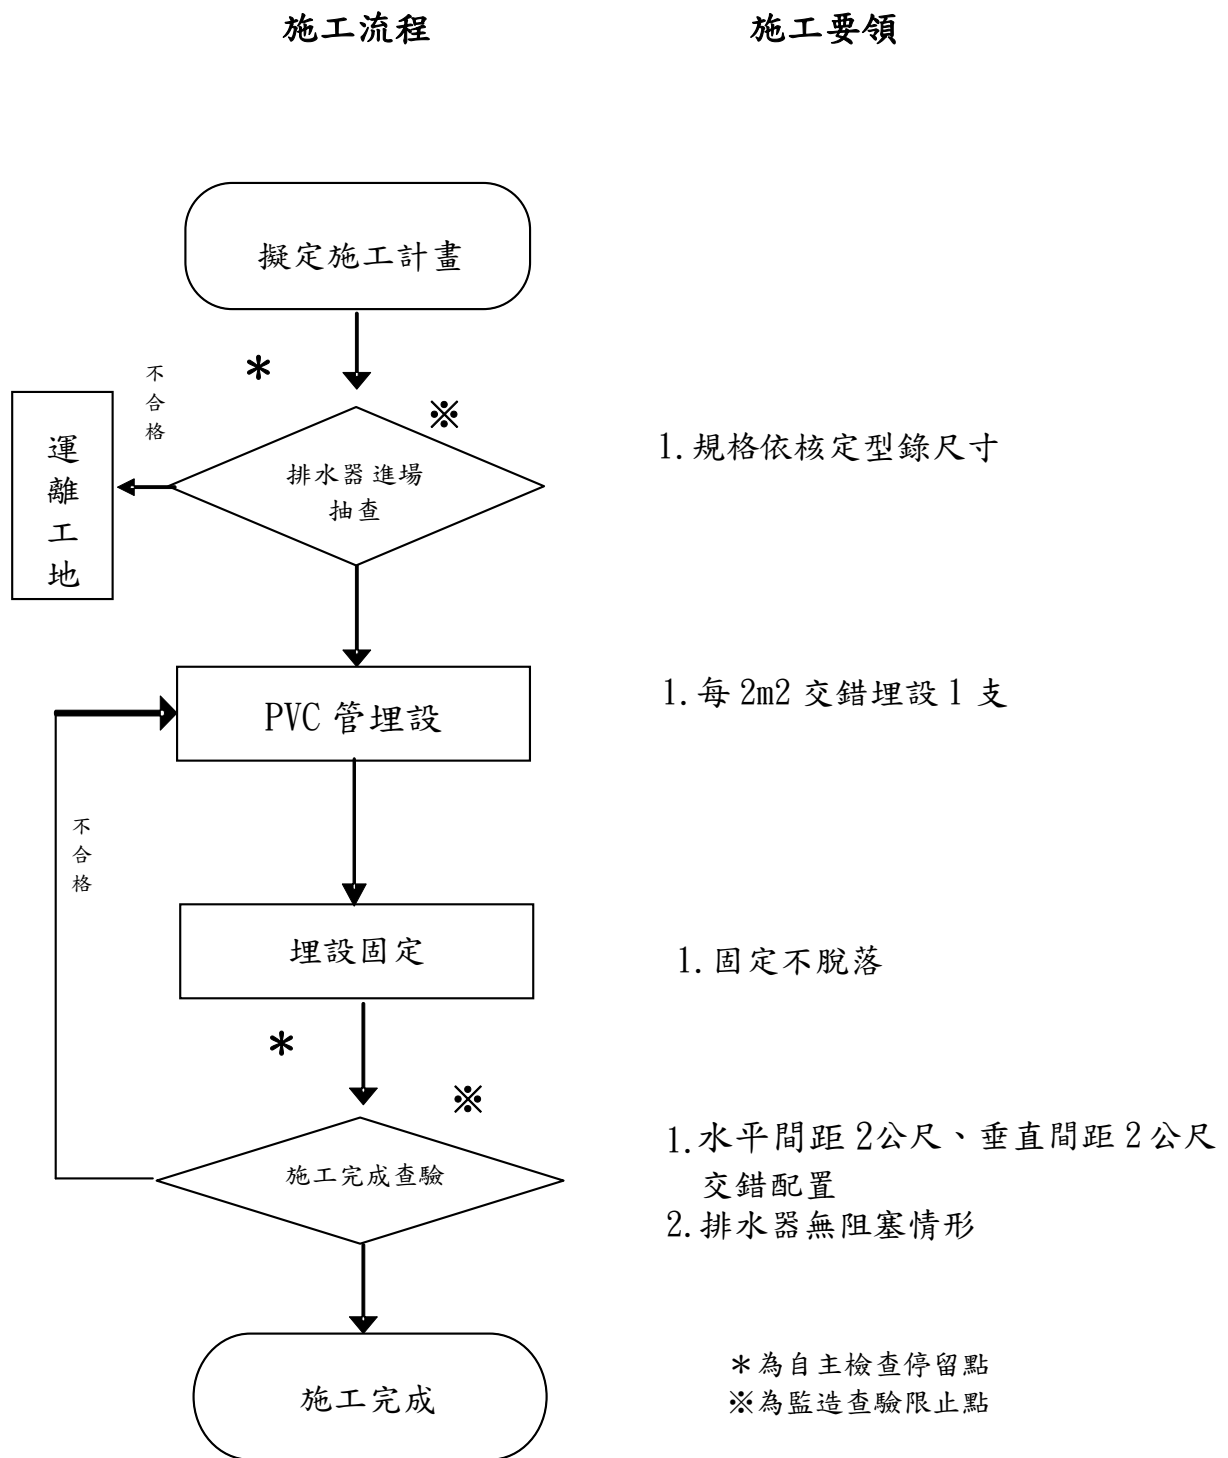 施工流程
施工要領
擬定施工計畫
*
不
合
格
※
運
離
工
地
排水器進場
抽查
1.規格依核定型錄尺寸
PVC 管埋設
1.每 2m2 交錯埋設 1 支
不
合
格
埋設固定
1.固定不脫落
*
※
施工完成查驗
1.水平間距 2公尺、垂直間距 2 公尺
交錯配置
2.排水器無阻塞情形
施工完成
*為自主檢查停留點
※為監造查驗限止點